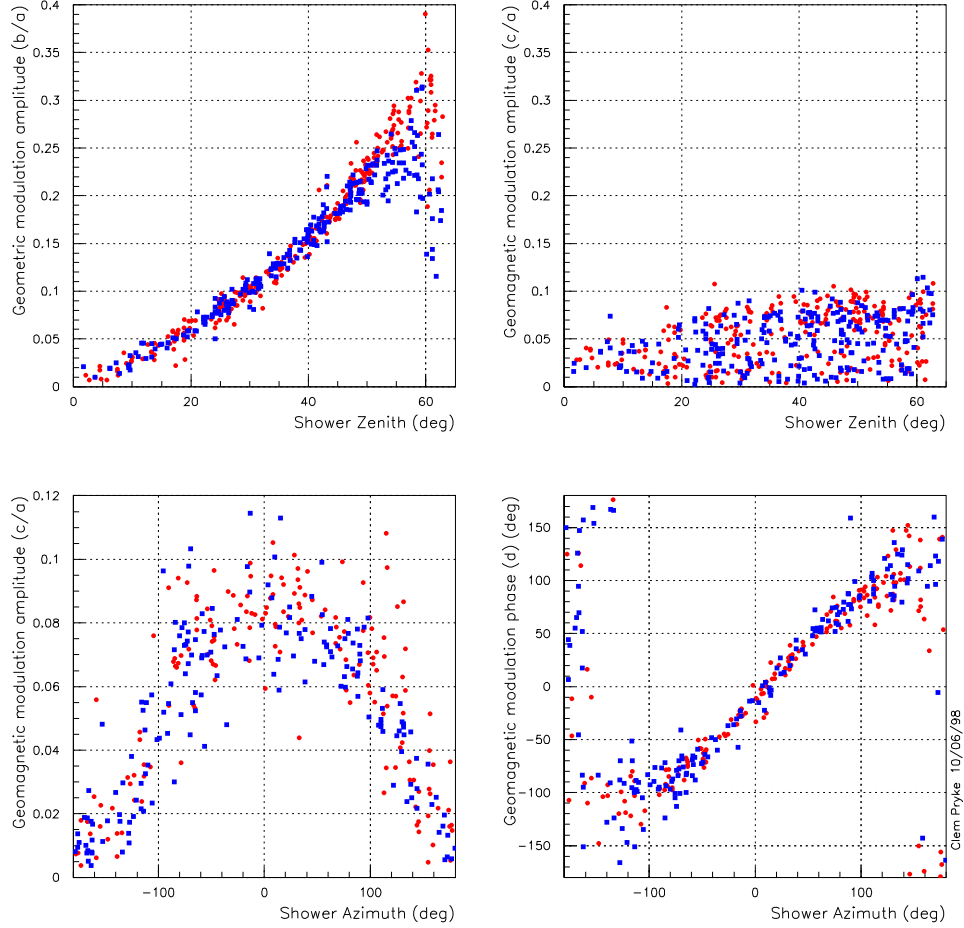 Geometric modulation amplitude (b/a)
0.4
0.35
0.3
0.25
0.2
0.15
0.1
0.05
0
0 20 40 60
Shower Zenith (deg)
Geomagnetic modulation amplitude (c/a)
0.4
0.35
0.3
0.25
0.2
0.15
0.1
0.05
0
0 20 40 60
Shower Zenith (deg)
Geomagnetic modulation amplitude (c/a)
0.12
0.1
0.08
0.06
0.04
0.02
0
-100 0 100
Shower Azimuth (deg)
Geomagnetic modulation phase (d) (deg)
150
100
50
0
-50
-100
-150
-100 0 100
Shower Azimuth (deg)
Clem Pryke 10/06/98